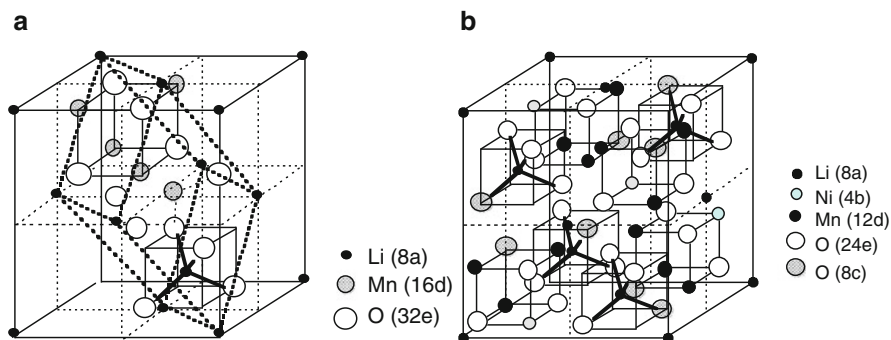 a
b
Li (8a)
Mn (16d)
O (32e)
Li (8a)
Ni (4b)
Mn (12d)
O (24e)
O (8c)